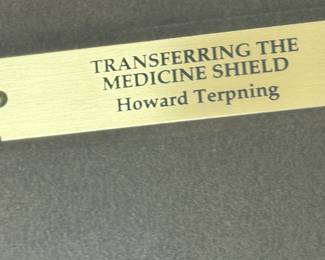 TRANSFERRING THE
MEDICINE SHIELD
Howard Terpning